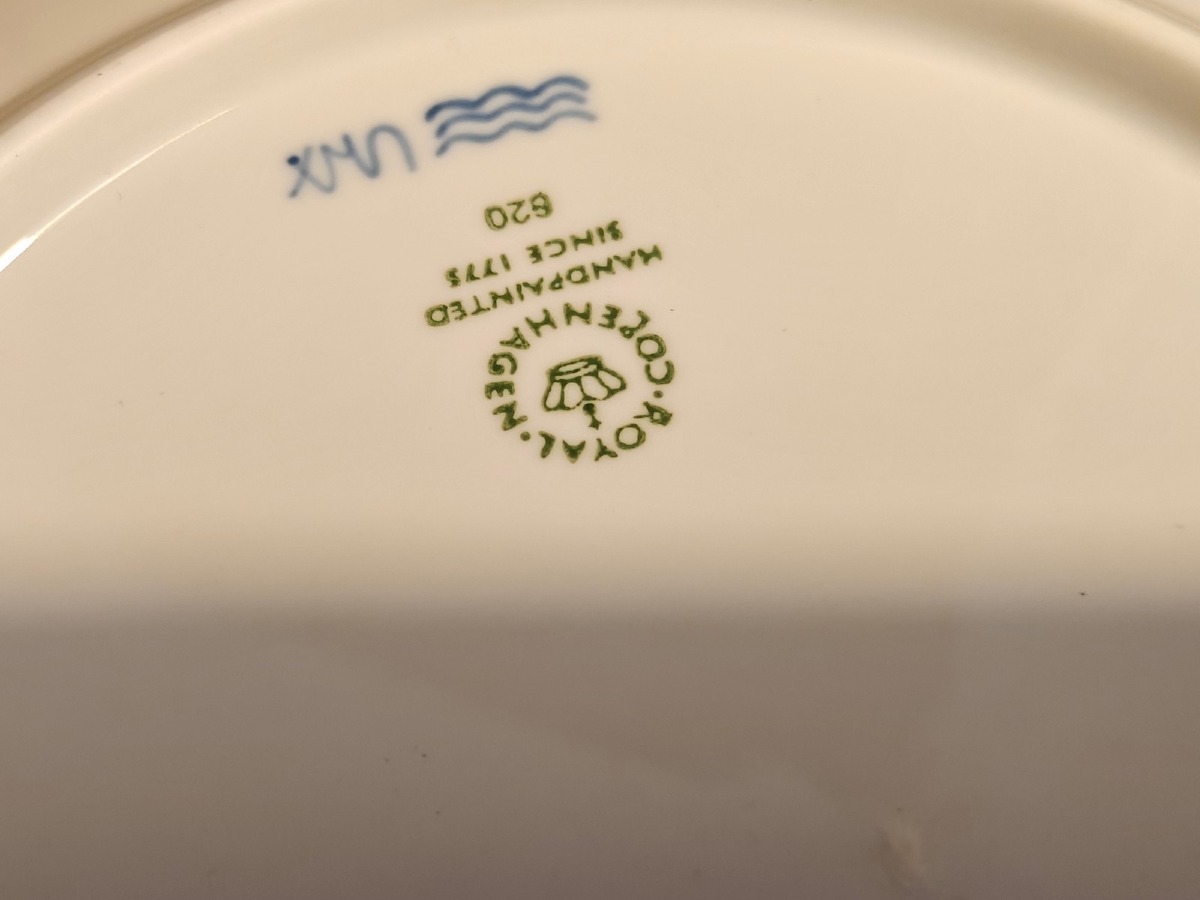 ROYAL · COPENHAGEN ·
HANDPAINTED
SINCE 1775
620